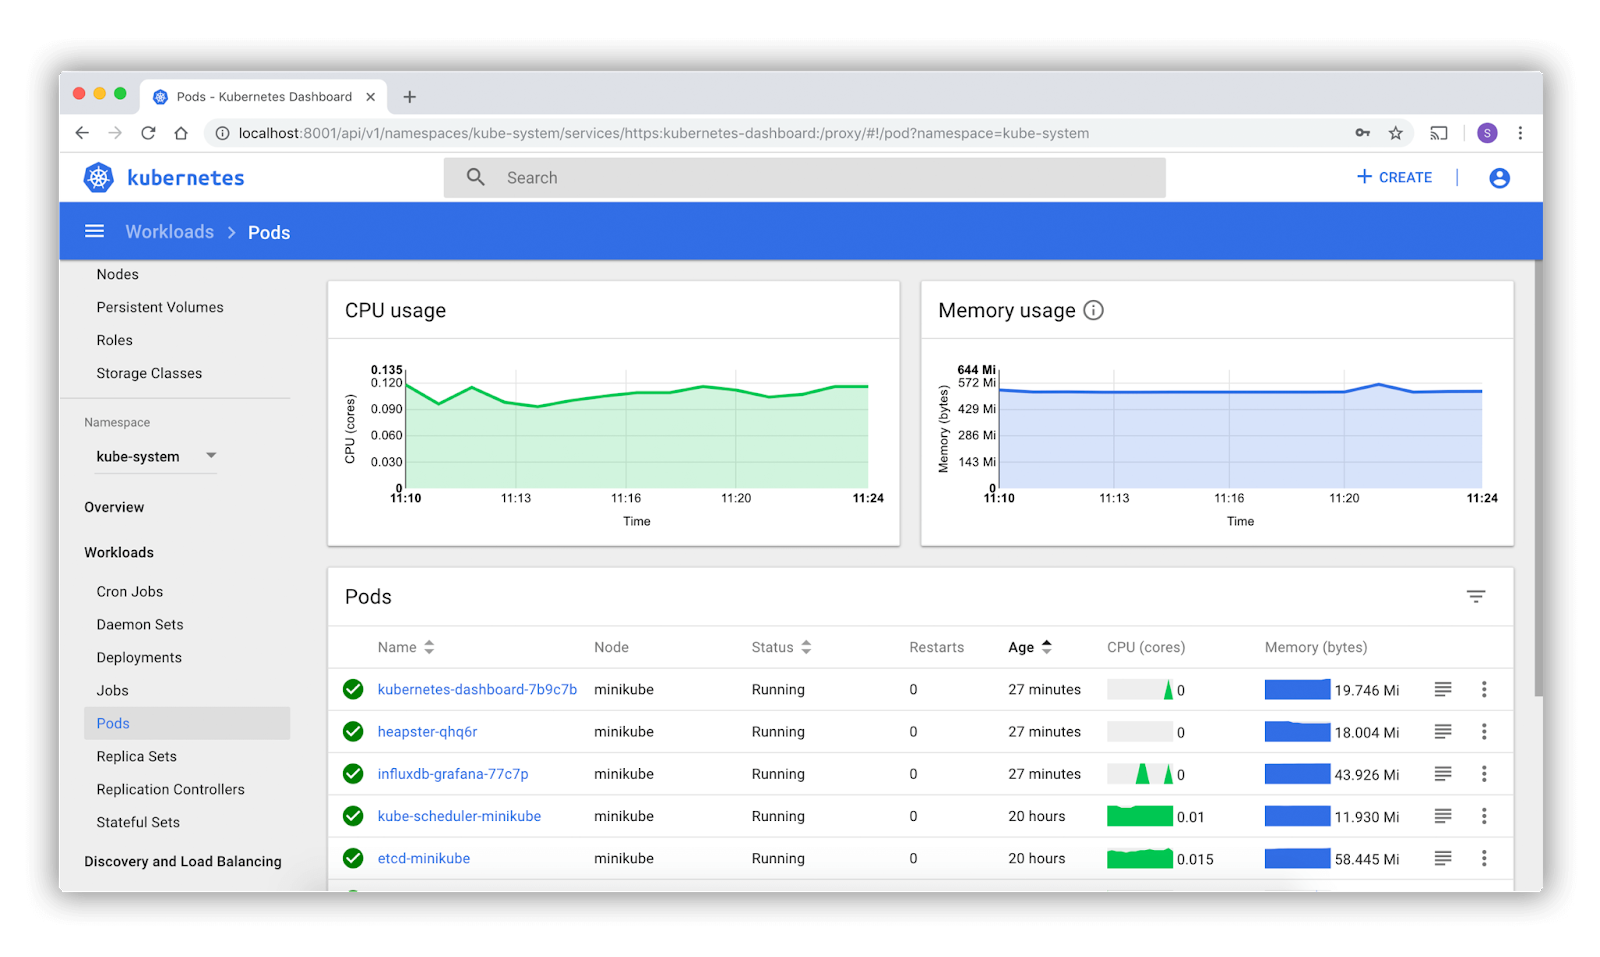 Pods - Kubernetes Dashboard
localhost:8001/api/v1/namespaces/kube-system/services/https:kubernetes-dashboard:/proxy/#!/pod?namespace=kube-system
S
kubernetes
Search
CREATE
Workloads > Pods
Nodes
Persistent Volumes
Roles
Storage Classes
Namespace
kube-system
Overview
Workloads
Cron Jobs
Daemon Sets
Deployments
Jobs
Pods
Replica Sets
Replication Controllers
Stateful Sets
Discovery and Load Balancing
CPU usage
CPU (cores)
0.135
0.120
0.090
0.060
0.030
0
11:10 11:13 11:16 11:20 11:24
Time
Memory usage
Memory (bytes)
644 Mi
572 Mi
429 Mi
286 Mi
143 Mi
0
11:10 11:13 11:16 11:20 11:24
Time
Pods
Name Node Status Restarts Age CPU (cores) Memory (bytes)
kubernetes-dashboard-7b9c7b minikube Running 0 27 minutes 0 19.746 Mi
heapster-qhq6r minikube Running 0 27 minutes 0 18.004 Mi
influxdb-grafana-77c7p minikube Running 0 27 minutes 0 43.926 Mi
kube-scheduler-minikube minikube Running 0 20 hours 0.01 11.930 Mi
etcd-minikube minikube Running 0 20 hours 0.015 58.445 Mi